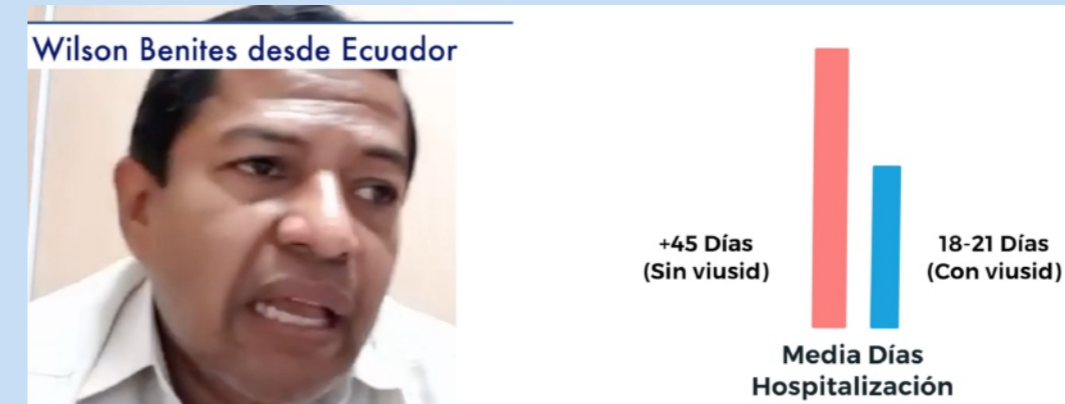 Wilson Benites desde Ecuador
+45 Días
(Sin viusid)
18-21 Días
(Con viusid)
Media Días
Hospitalización